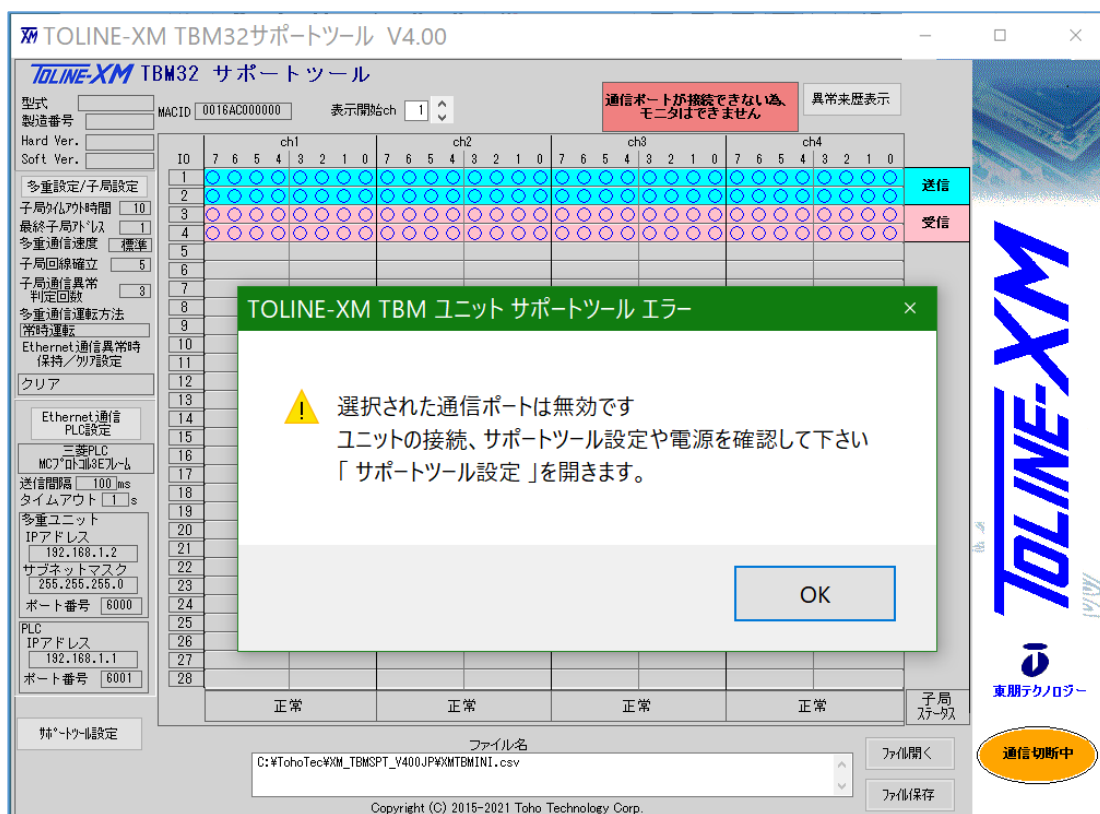 XM TOLINE-XM TBM32サポートツール V4.00
TOLINE-XM TBM32 サポートツール
型式
製造番号
MACID 0016AC000000
表示開始ch 1
通信ポートが接続できない為、
モニタはできません
異常来歴表示
Hard Ver.
Soft Ver.
ch1 ch2 ch3 ch4
IO 7 6 5 4 3 2 1 0 7 6 5 4 3 2 1 0 7 6 5 4 3 2 1 0 7 6 5 4 3 2 1 0
1
2
3
4
5
6
7
8
9
10
11
12
13
14
15
16
17
18
19
20
21
22
23
24
25
26
27
28
送信
受信
多重設定/子局設定
子局ﾀｲﾑｱｳﾄ時間 10
最終子局ｱﾄﾞﾚｽ 1
多重通信速度 標準
子局回線確立 5
子局通信異常
判定回数 3
多重通信運転方法
常時運転
Ethernet通信異常時
保持/ｸﾘｱ設定
クリア
Ethernet通信
PLC設定
三菱PLC
MCﾌﾟﾛﾄｺﾙ3Eﾌﾚｰﾑ
送信間隔 100 ms
タイムアウト 1 s
多重ユニット
IPアドレス
192.168.1.2
サブネットマスク
255.255.255.0
ポート番号 6000
PLC
IPアドレス
192.168.1.1
ポート番号 6001
ｻﾎﾟｰﾄﾂｰﾙ設定
TOLINE-XM TBM ユニット サポートツール エラー
選択された通信ポートは無効です
ユニットの接続、サポートツール設定や電源を確認して下さい
「 サポートツール設定 」を開きます。
OK
正常 正常 正常 正常
子局
ｽﾃｰﾀｽ
ファイル名
C:¥TohoTec¥XM_TBMSPT_V400JP¥XMTBMINI.csv
ﾌｧｲﾙ開く
ﾌｧｲﾙ保存
Copyright (C) 2015-2021 Toho Technology Corp.
TOLINE-XM
東朋テクノロジー
通信切断中